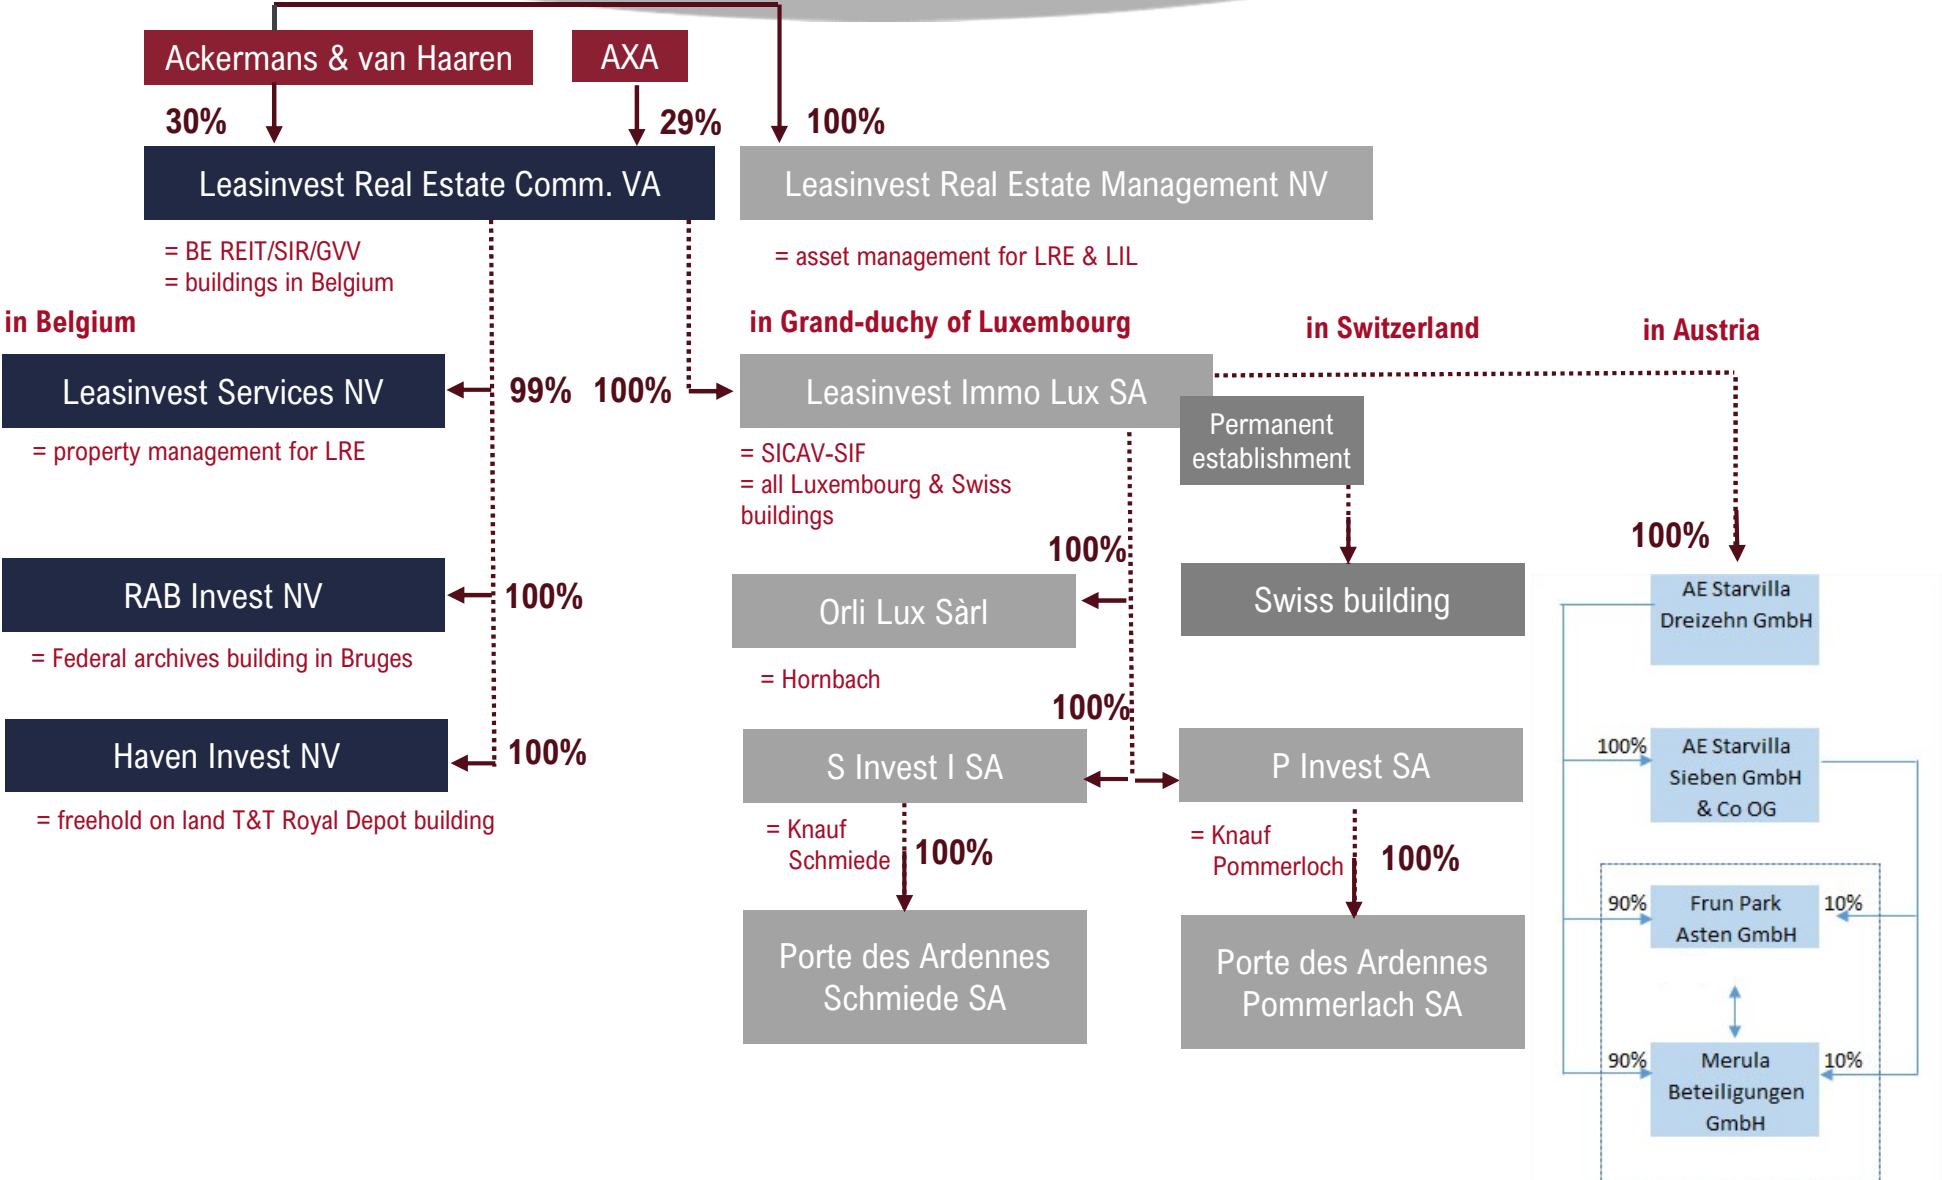 Ackermans & van Haaren
AXA
30%
29%
100%
Leasinvest Real Estate Comm. VA
Leasinvest Real Estate Management NV
= BE REIT/SIR/GVV
= buildings in Belgium
= asset management for LRE & LIL
in Belgium
in Grand-duchy of Luxembourg
in Switzerland
in Austria
Leasinvest Services NV
99%
100%
Leasinvest Immo Lux SA
Permanent
establishment
= property management for LRE
= SICAV-SIF
= all Luxembourg & Swiss
buildings
100%
100%
RAB Invest NV
100%
Orli Lux Sàrl
Swiss building
AE Starvilla
Dreizehn GmbH
= Federal archives building in Bruges
= Hornbach
100%
Haven Invest NV
100%
S Invest I SA
P Invest SA
100%
AE Starvilla
Sieben GmbH
& Co OG
= freehold on land T&T Royal Depot building
= Knauf
Schmiede
100%
= Knauf
Pommerloch
100%
90%
Frun Park
Asten GmbH
10%
Porte des Ardennes
Schmiede SA
Porte des Ardennes
Pommerlach SA
90%
Merula
Beteiligungen
GmbH
10%